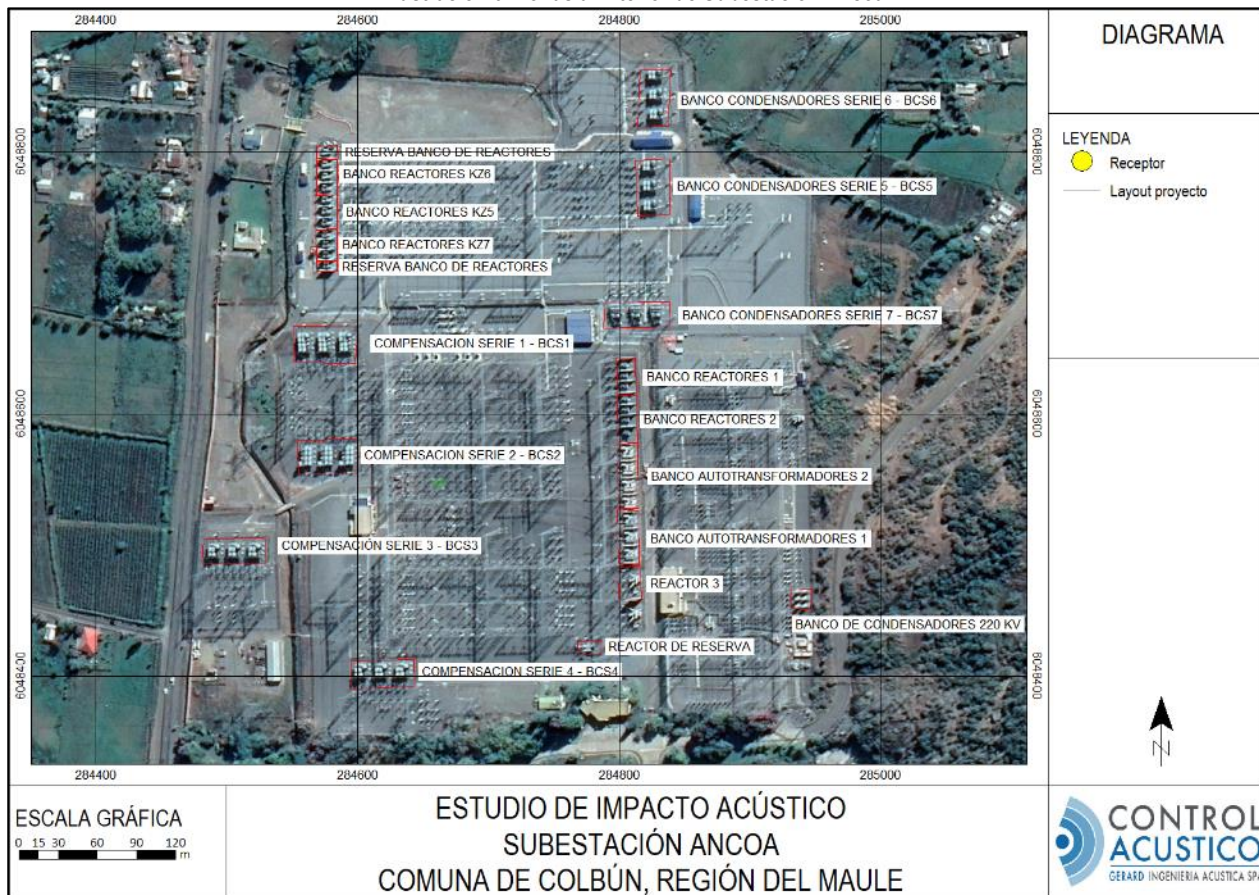 284400 284600 284800 285000
DIAGRAMA
BANCO CONDENSADORES SERIE 6 - BCS6
6048800
6048800
LEYENDA
Receptor
Layout proyecto
RESERVA BANCO DE REACTORES
BANCO REACTORES KZ6
BANCO CONDENSADORES SERIE 5 - BCS5
BANCO REACTORES KZ5
BANCO REACTORES KZ7
RESERVA BANCO DE REACTORES
BANCO CONDENSADORES SERIE 7 - BCS7
COMPENSACION SERIE 1 - BCS1
BANCO REACTORES 1
6048600
6048600
BANCO REACTORES 2
COMPENSACION SERIE 2 - BCS2
BANCO AUTOTRANSFORMADORES 2
BANCO AUTOTRANSFORMADORES 1
COMPENSACIÓN SERIE 3 - BCS3
REACTOR 3
BANCO DE CONDENSADORES 220 KV
REACTOR DE RESERVA
COMPENSACION SERIE 4 - BCS4
6048400
6048400
N
284400 284600 284800 285000
ESCALA GRÁFICA
0 15 30 60 90 120
m
ESTUDIO DE IMPACTO ACÚSTICO
SUBESTACIÓN ANCOA
COMUNA DE COLBÚN, REGIÓN DEL MAULE
CONTROL
ACUSTICO
GERARD INGENIERIA ACUSTICA SPA